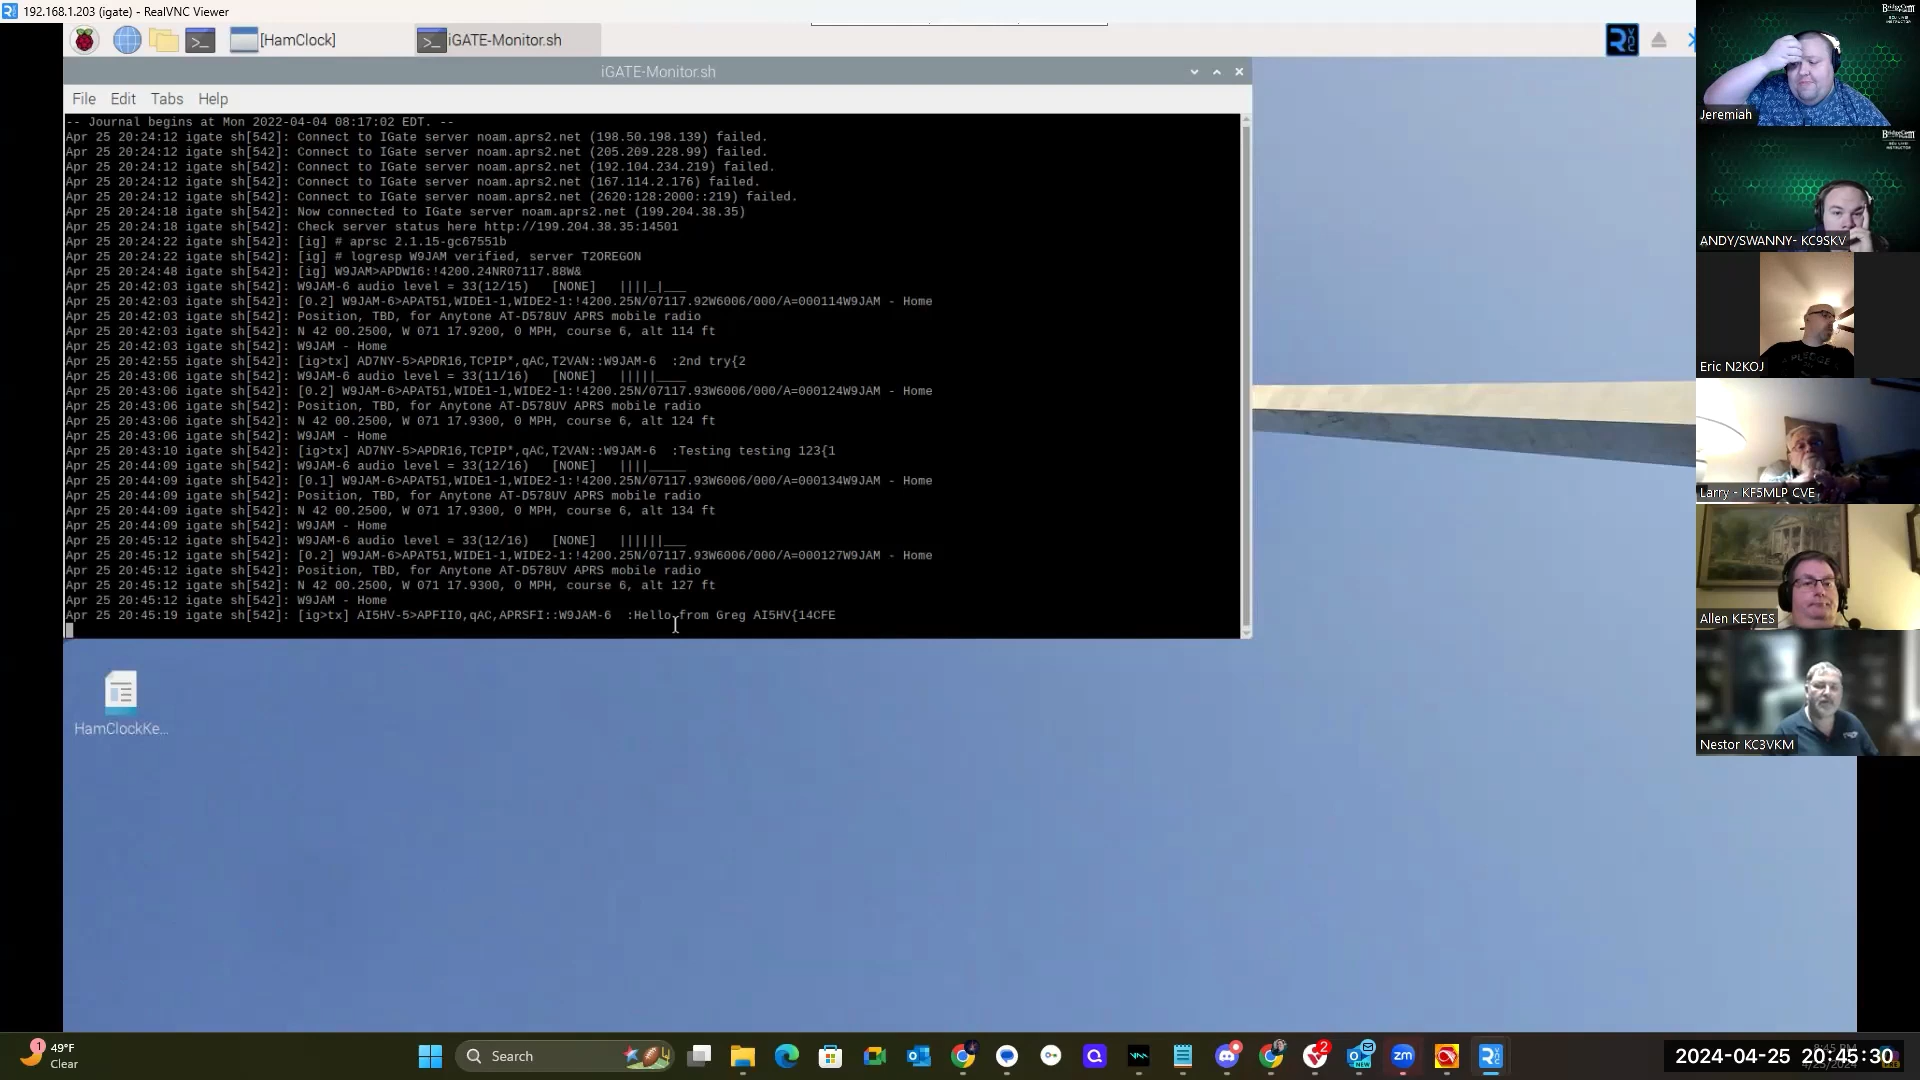 192.168.1.203 (igate) - RealVNC Viewer
[HamClock]
iGATE-Monitor.sh
iGATE-Monitor.sh
File Edit Tabs Help
-- Journal begins at Mon 2022-04-04 08:17:02 EDT. --
Apr 25 20:24:12 igate sh[542]: Connect to IGate server noam.aprs2.net (198.50.198.139) failed.
Apr 25 20:24:12 igate sh[542]: Connect to IGate server noam.aprs2.net (205.209.228.99) failed.
Apr 25 20:24:12 igate sh[542]: Connect to IGate server noam.aprs2.net (192.104.234.219) failed.
Apr 25 20:24:12 igate sh[542]: Connect to IGate server noam.aprs2.net (167.114.2.176) failed.
Apr 25 20:24:12 igate sh[542]: Connect to IGate server noam.aprs2.net (2620:128:2000::219) failed.
Apr 25 20:24:18 igate sh[542]: Now connected to IGate server noam.aprs2.net (199.204.38.35)
Apr 25 20:24:18 igate sh[542]: Check server status here http://199.204.38.35:14501
Apr 25 20:24:22 igate sh[542]: [ig] # aprsc 2.1.15-gc67551b
Apr 25 20:24:22 igate sh[542]: [ig] # logresp W9JAM verified, server T2OREGON
Apr 25 20:24:48 igate sh[542]: [ig] W9JAM>APDW16:!4200.24NR07117.88W&
Apr 25 20:42:03 igate sh[542]: W9JAM-6 audio level = 33(12/15) [NONE] ||||_|___
Apr 25 20:42:03 igate sh[542]: [0.2] W9JAM-6>APAT51,WIDE1-1,WIDE2-1:!4200.25N/07117.92W6006/000/A=000114W9JAM - Home
Apr 25 20:42:03 igate sh[542]: Position, TBD, for Anytone AT-D578UV APRS mobile radio
Apr 25 20:42:03 igate sh[542]: N 42 00.2500, W 071 17.9200, 0 MPH, course 6, alt 114 ft
Apr 25 20:42:03 igate sh[542]: W9JAM - Home
Apr 25 20:42:55 igate sh[542]: [ig>tx] AD7NY-5>APDR16,TCPIP*,qAC,T2VAN::W9JAM-6 :2nd try{2
Apr 25 20:43:06 igate sh[542]: W9JAM-6 audio level = 33(11/16) [NONE] |||||____
Apr 25 20:43:06 igate sh[542]: [0.2] W9JAM-6>APAT51,WIDE1-1,WIDE2-1:!4200.25N/07117.93W6006/000/A=000124W9JAM - Home
Apr 25 20:43:06 igate sh[542]: Position, TBD, for Anytone AT-D578UV APRS mobile radio
Apr 25 20:43:06 igate sh[542]: N 42 00.2500, W 071 17.9300, 0 MPH, course 6, alt 124 ft
Apr 25 20:43:06 igate sh[542]: W9JAM - Home
Apr 25 20:43:10 igate sh[542]: [ig>tx] AD7NY-5>APDR16,TCPIP*,qAC,T2VAN::W9JAM-6 :Testing testing 123{1
Apr 25 20:44:09 igate sh[542]: W9JAM-6 audio level = 33(12/16) [NONE] ||||_____
Apr 25 20:44:09 igate sh[542]: [0.1] W9JAM-6>APAT51,WIDE1-1,WIDE2-1:!4200.25N/07117.93W6006/000/A=000134W9JAM - Home
Apr 25 20:44:09 igate sh[542]: Position, TBD, for Anytone AT-D578UV APRS mobile radio
Apr 25 20:44:09 igate sh[542]: N 42 00.2500, W 071 17.9300, 0 MPH, course 6, alt 134 ft
Apr 25 20:44:09 igate sh[542]: W9JAM - Home
Apr 25 20:45:12 igate sh[542]: W9JAM-6 audio level = 33(12/16) [NONE] ||||||___
Apr 25 20:45:12 igate sh[542]: [0.2] W9JAM-6>APAT51,WIDE1-1,WIDE2-1:!4200.25N/07117.93W6006/000/A=000127W9JAM - Home
Apr 25 20:45:12 igate sh[542]: Position, TBD, for Anytone AT-D578UV APRS mobile radio
Apr 25 20:45:12 igate sh[542]: N 42 00.2500, W 071 17.9300, 0 MPH, course 6, alt 127 ft
Apr 25 20:45:12 igate sh[542]: W9JAM - Home
Apr 25 20:45:19 igate sh[542]: [ig>tx] AI5HV-5>APFII0,qAC,APRSFI::W9JAM-6 :Hello from Greg AI5HV{14CFE
HamClockKe...
Jeremiah
ANDY/SWANNY- KC9SKV
Eric N2KOJ
Larry - KF5MLP CVE
Allen KE5YES
Nestor KC3VKM
1
49°F
Clear
Search
2
NEW
zm
2024-04-25 20:45:30